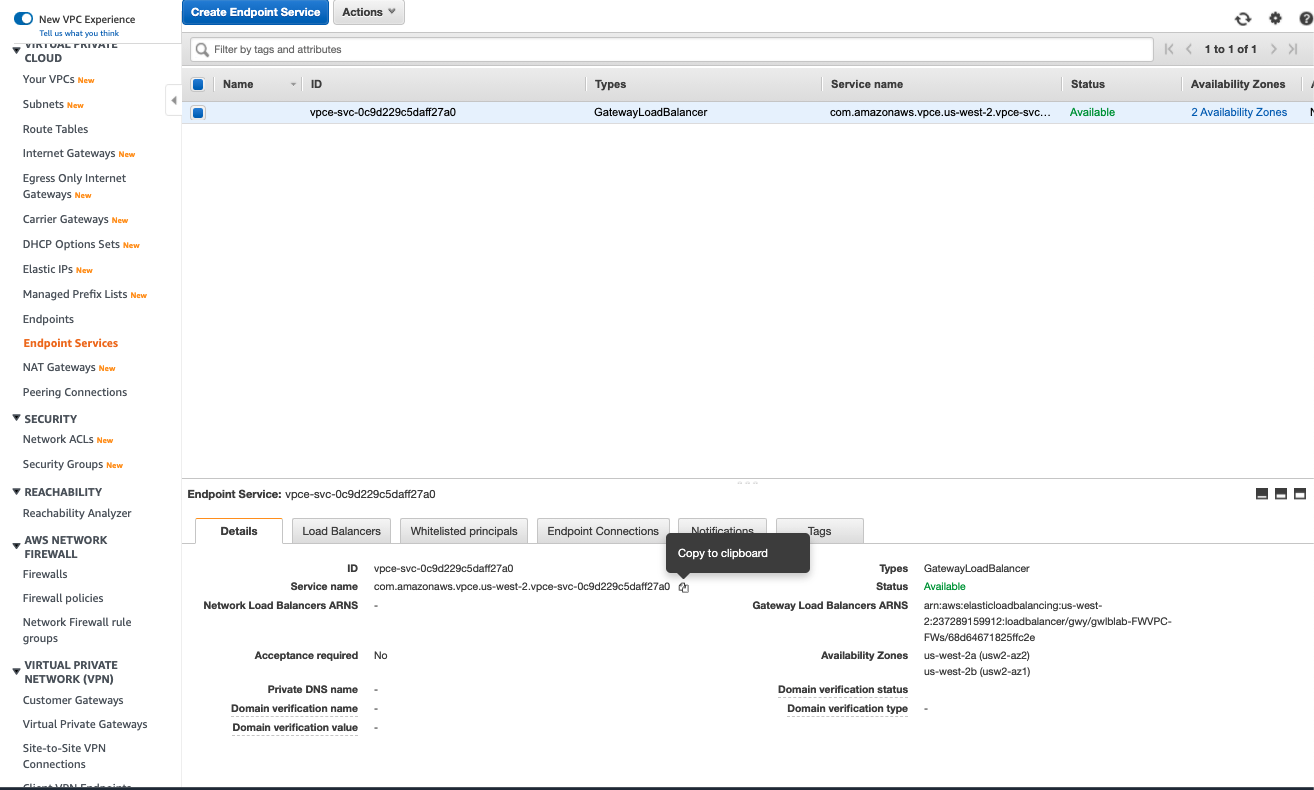 New VPC Experience
Tell us what you think
VIRTUAL PRIVATE
CLOUD
Your VPCs New
Subnets New
Route Tables
Internet Gateways New
Egress Only Internet
Gateways New
Carrier Gateways New
DHCP Options Sets New
Elastic IPs New
Managed Prefix Lists New
Endpoints
Endpoint Services
NAT Gateways New
Peering Connections
SECURITY
Network ACLs New
Security Groups New
REACHABILITY
Reachability Analyzer
AWS NETWORK
FIREWALL
Firewalls
Firewall policies
Network Firewall rule
groups
VIRTUAL PRIVATE
NETWORK (VPN)
Customer Gateways
Virtual Private Gateways
Site-to-Site VPN
Connections
Client VPN Endpoints
Create Endpoint Service Actions
Filter by tags and attributes 1 to 1 of 1
Name ID Types Service name Status Availability Zones
vpce-svc-0c9d229c5daff27a0 GatewayLoadBalancer com.amazonaws.vpce.us-west-2.vpce-svc... Available 2 Availability Zones
Endpoint Service: vpce-svc-0c9d229c5daff27a0
Details Load Balancers Whitelisted principals Endpoint Connections Notifications Tags
Copy to clipboard
ID vpce-svc-0c9d229c5daff27a0
Service name com.amazonaws.vpce.us-west-2.vpce-svc-0c9d229c5daff27a0
Network Load Balancers ARNS -
Acceptance required No
Private DNS name -
Domain verification name -
Domain verification value -
Types GatewayLoadBalancer
Status Available
Gateway Load Balancers ARNS arn:aws:elasticloadbalancing:us-west-
2:237289159912:loadbalancer/gwy/gwlblab-FWVPC-
FWs/68d64671825ffc2e
Availability Zones us-west-2a (usw2-az2)
us-west-2b (usw2-az1)
Domain verification status
Domain verification type -